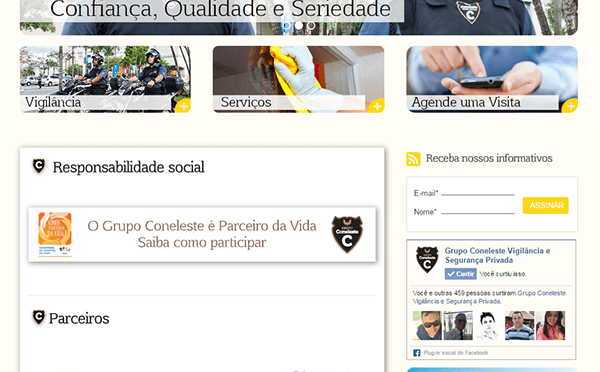 Confiança, Qualidade e Seriedade
Vigilância
Serviços
Agende uma Visita
Responsabilidade social
O Grupo Coneleste é Parceiro da Vida
Saiba como participar
GRUPO
Coneleste
C
Parceiros
Receba nossos informativos
E-mail*
Nome*
ASSINAR
Grupo Coneleste Vigilância e
Segurança Privada
Curtir Você curtiu isso.
Você e outras 459 pessoas curtiram Grupo Coneleste
Vigilância e Segurança Privada.
Plug-in social do Facebook